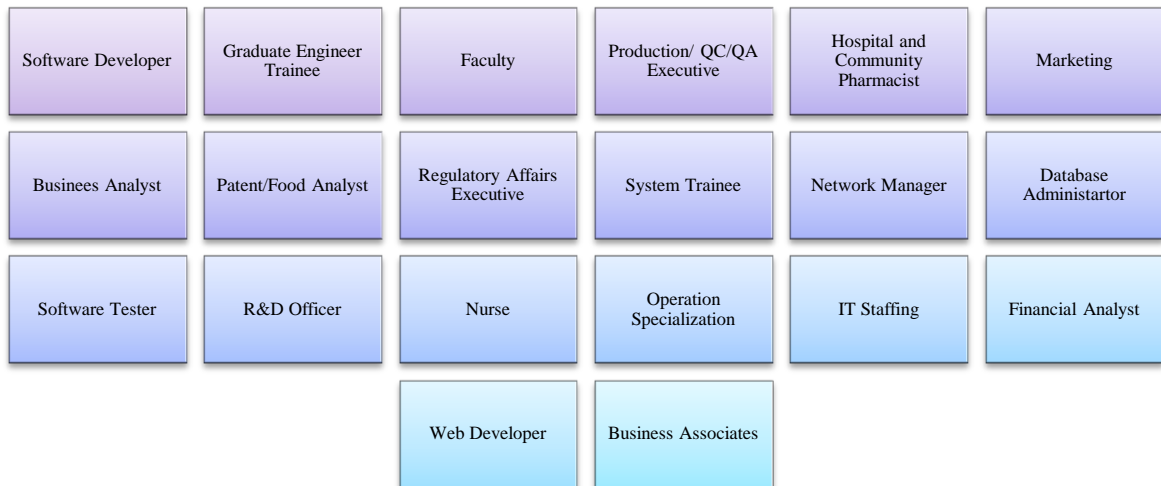 Software Developer
Graduate Engineer
Trainee
Faculty
Production/ QC/QA
Executive
Hospital and
Community
Pharmacist
Marketing
Businees Analyst
Patent/Food Analyst
Regulatory Affairs
Executive
System Trainee
Network Manager
Database
Administartor
Software Tester
R&D Officer
Nurse
Operation
Specialization
IT Staffing
Financial Analyst
Web Developer
Business Associates